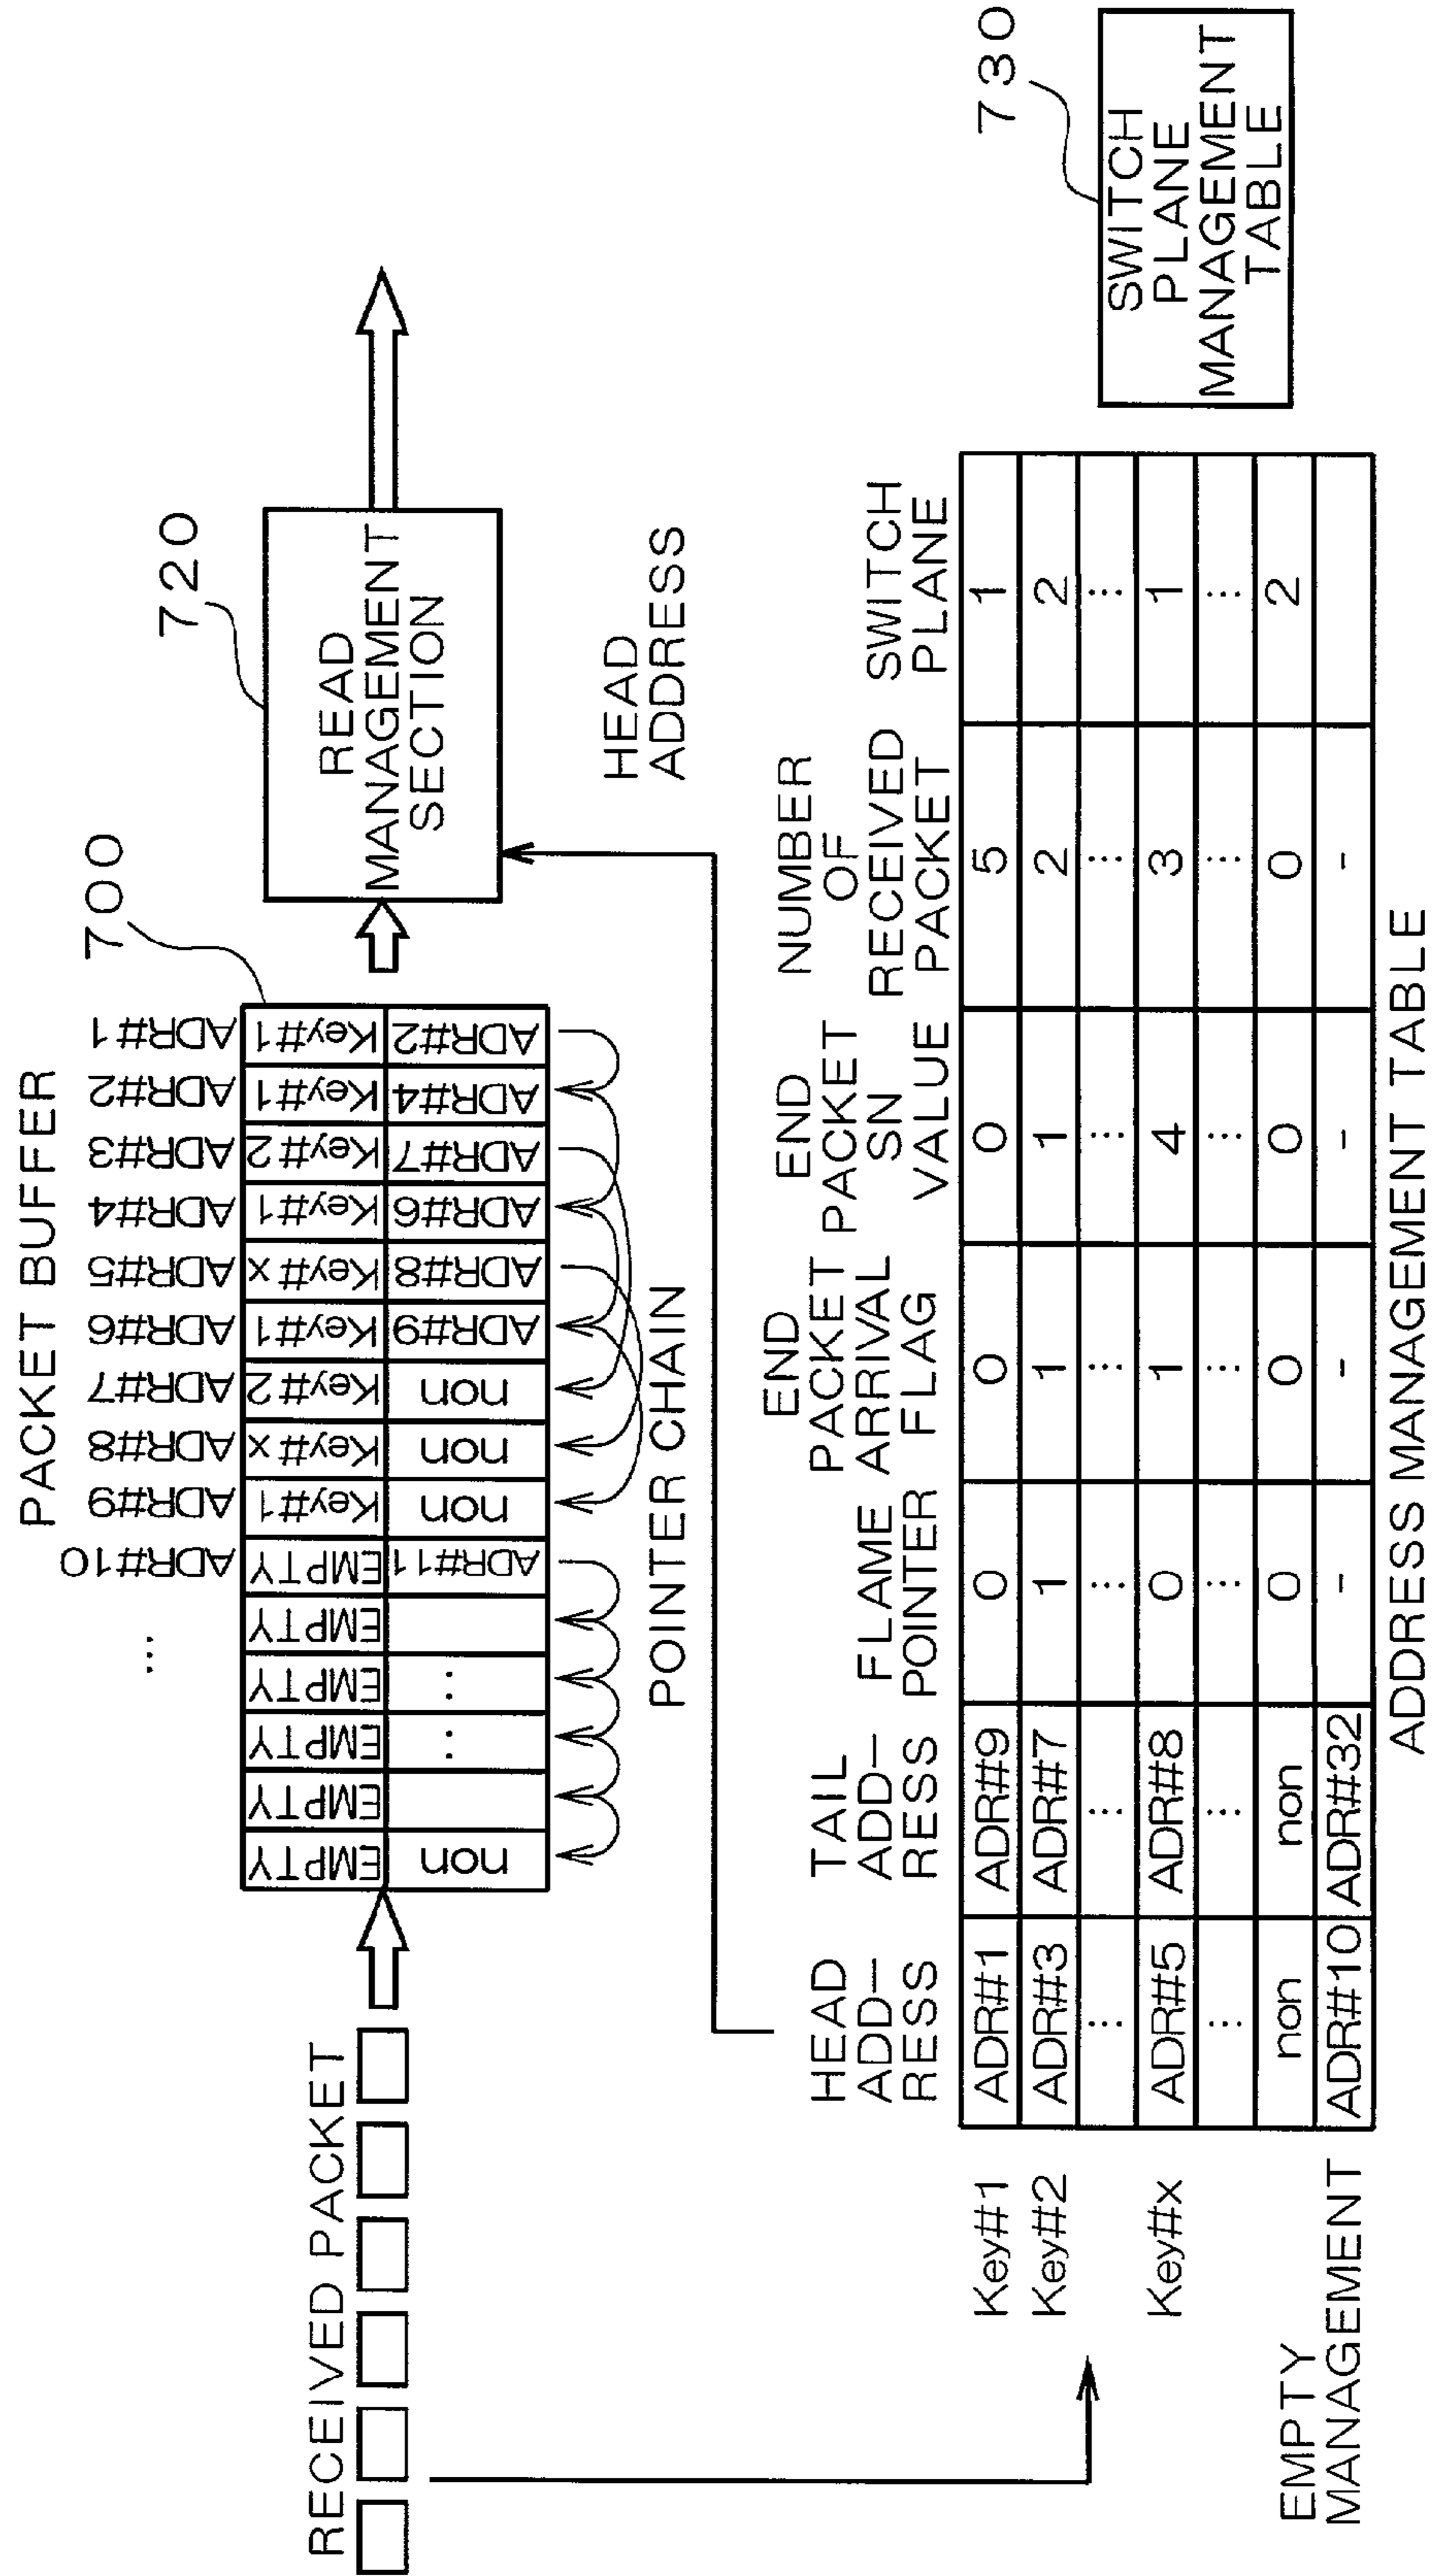 PACKET BUFFER
...
ADR#10
ADR#9
ADR#8
ADR#7
ADR#6
ADR#5
ADR#4
ADR#3
ADR#2
ADR#1
700
720
RECEIVED PACKET
EMPTY
EMPTY
EMPTY
EMPTY
EMPTY
EMPTY
Key#1
Key#x
Key#2
Key#1
Key#x
Key#1
Key#2
Key#1
Key#1
non
:
:
ADR#11
non
non
non
ADR#9
ADR#8
ADR#6
ADR#7
ADR#4
ADR#2
READ
MANAGEMENT
SECTION
POINTER CHAIN
HEAD
ADDRESS
HEAD ADD- RESS
TAIL ADD- RESS
FLAME POINTER
END PACKET ARRIVAL FLAG
END PACKET SN VALUE
NUMBER OF RECEIVED PACKET
SWITCH PLANE
730
Key#1 ADR#1 ADR#9 0 0 0 5 1
Key#2 ADR#3 ADR#7 1 1 1 2 2
... ... ... ... ... ... ...
Key#x ADR#5 ADR#8 0 1 4 3 1
... ... ... ... ... ... ...
non non 0 0 0 0 2
EMPTY
MANAGEMENT
ADR#10 ADR#32 - - - -
SWITCH
PLANE
MANAGEMENT
TABLE
ADDRESS MANAGEMENT TABLE